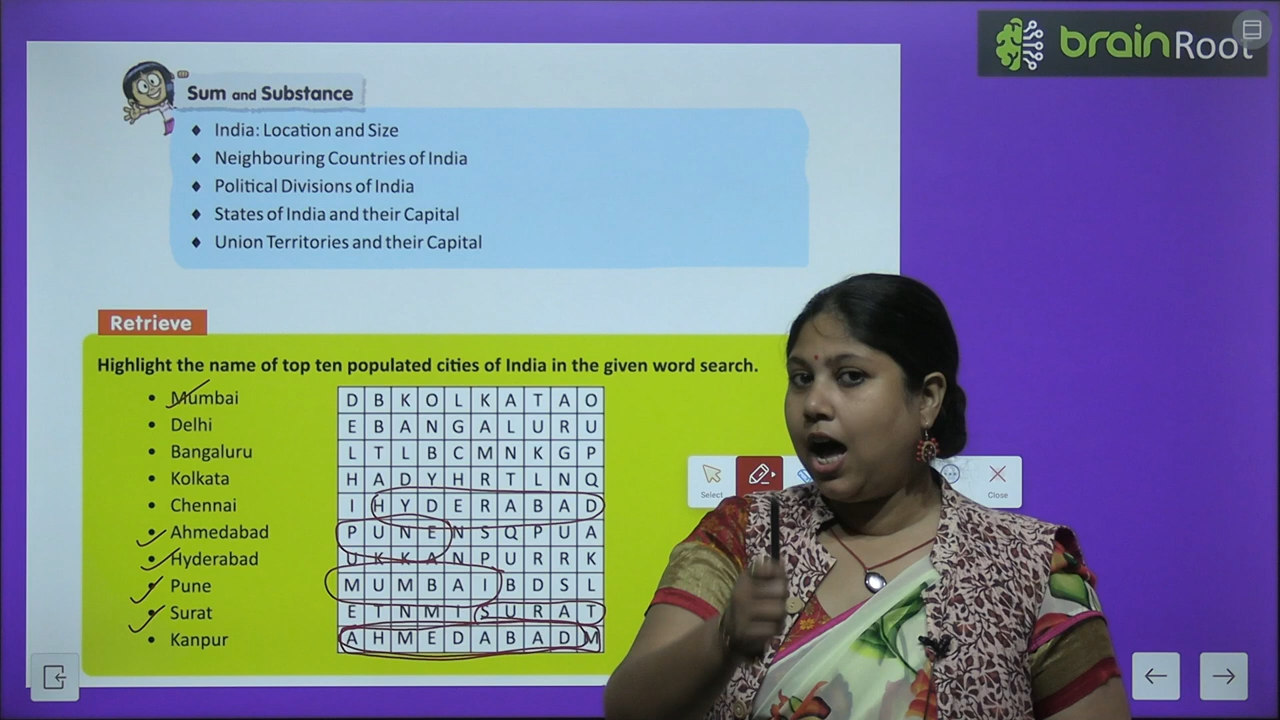 brainRoot
Sum and Substance
♦ India: Location and Size
♦ Neighbouring Countries of India
♦ Political Divisions of India
♦ States of India and their Capital
♦ Union Territories and their Capital
Retrieve
Highlight the name of top ten populated cities of India in the given word search.
• Mumbai
• Delhi
• Bangaluru
• Kolkata
• Chennai
• Ahmedabad
• Hyderabad
• Pune
• Surat
• Kanpur
D B K O L K A T A O
E B A N G A L U R U
L T L B C M N K G P
H A D Y H R T L N Q
I H Y D E R A B A D
P U N E N S Q P U A
U K K A N P U R R K
M U M B A I B D S L
E T N M I S U R A T
A H M E D A B A D M
Select
Close